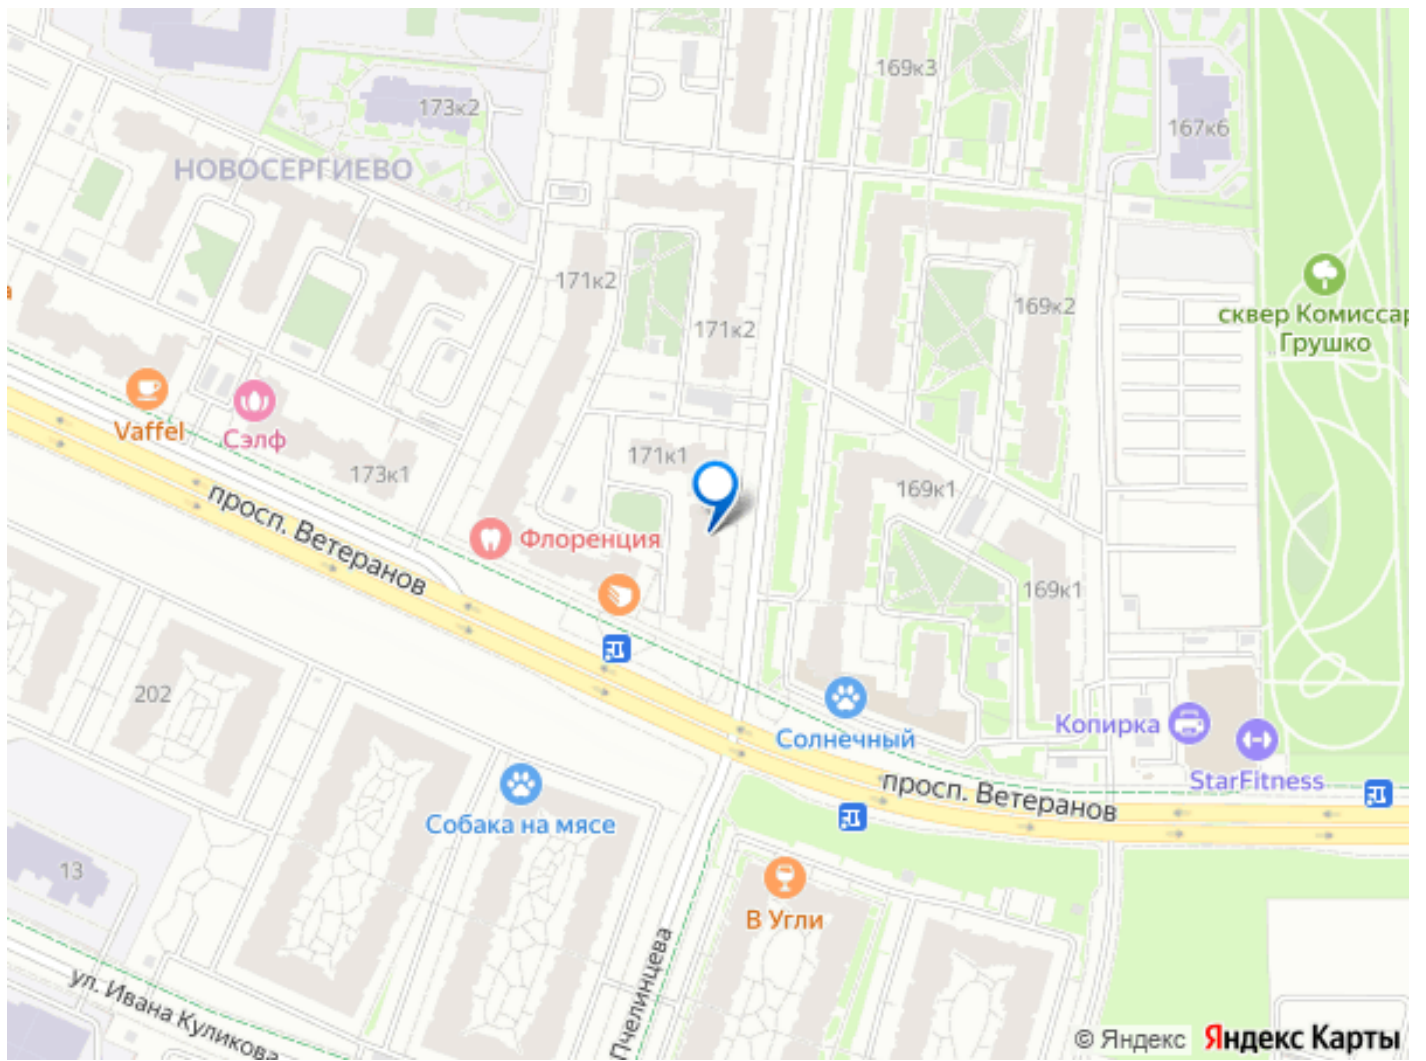 169к3
173к2
167к6
НОВОСЕРГИЕВО
171к2
169к2
171к2
сквер Комиссар
Грушко
Vaffel
Сэлф
173к1
171к1
169к1
просп. Ветеранов
Флоренция
169к1
202
Солнечный
Копирка
StarFitness
просп. Ветеранов
Собака на мясе
13
В Угли
Пчелинцева
ул. Ивана Куликова
© Яндекс Яндекс Карты